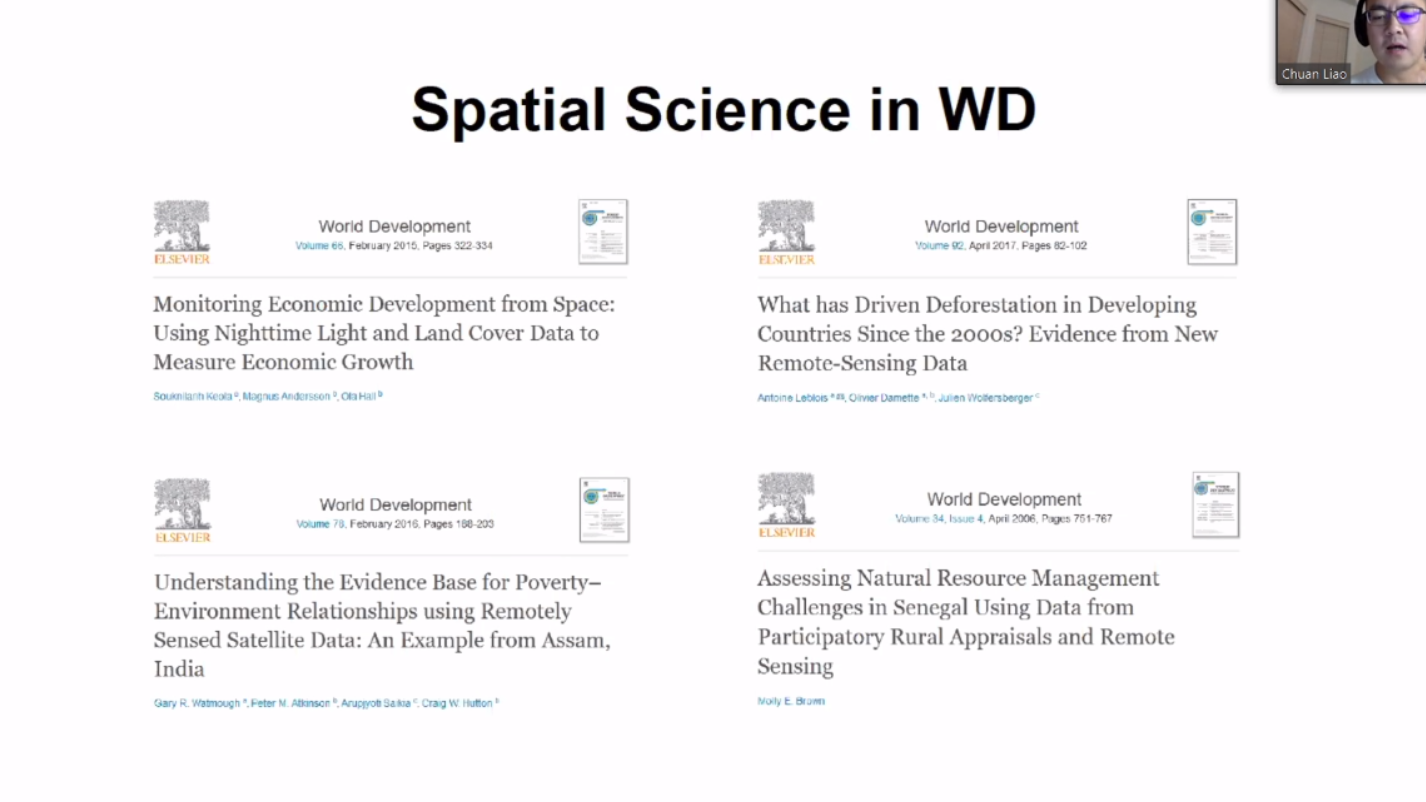 Chuan Liao
Spatial Science in WD
ELSEVIER
World Development
Volume 66, February 2015, Pages 322-334
Monitoring Economic Development from Space:
Using Nighttime Light and Land Cover Data to
Measure Economic Growth
Souknilanh Keola a, Magnus Andersson b, Ola Hall b
ELSEVIER
World Development
Volume 92, April 2017, Pages 82-102
What has Driven Deforestation in Developing
Countries Since the 2000s? Evidence from New
Remote-Sensing Data
Antoine Leblois a, Olivier Damette a, b, Julien Wolfersberger c
ELSEVIER
World Development
Volume 78, February 2016, Pages 188-203
Understanding the Evidence Base for Poverty–
Environment Relationships using Remotely
Sensed Satellite Data: An Example from Assam,
India
Gary R. Watmough a, Peter M. Atkinson b, Arupjyoti Saikia c, Craig W. Hutton b
ELSEVIER
World Development
Volume 34, Issue 4, April 2006, Pages 751-767
Assessing Natural Resource Management
Challenges in Senegal Using Data from
Participatory Rural Appraisals and Remote
Sensing
Molly E. Brown